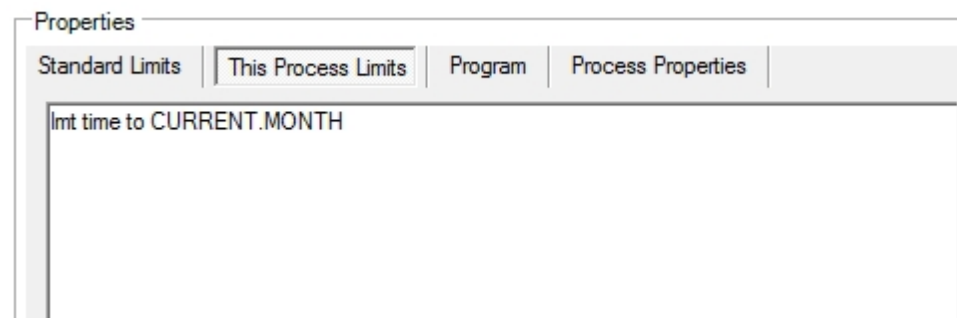 Properties
Standard Limits This Process Limits Program Process Properties
lmt time to CURRENT.MONTH